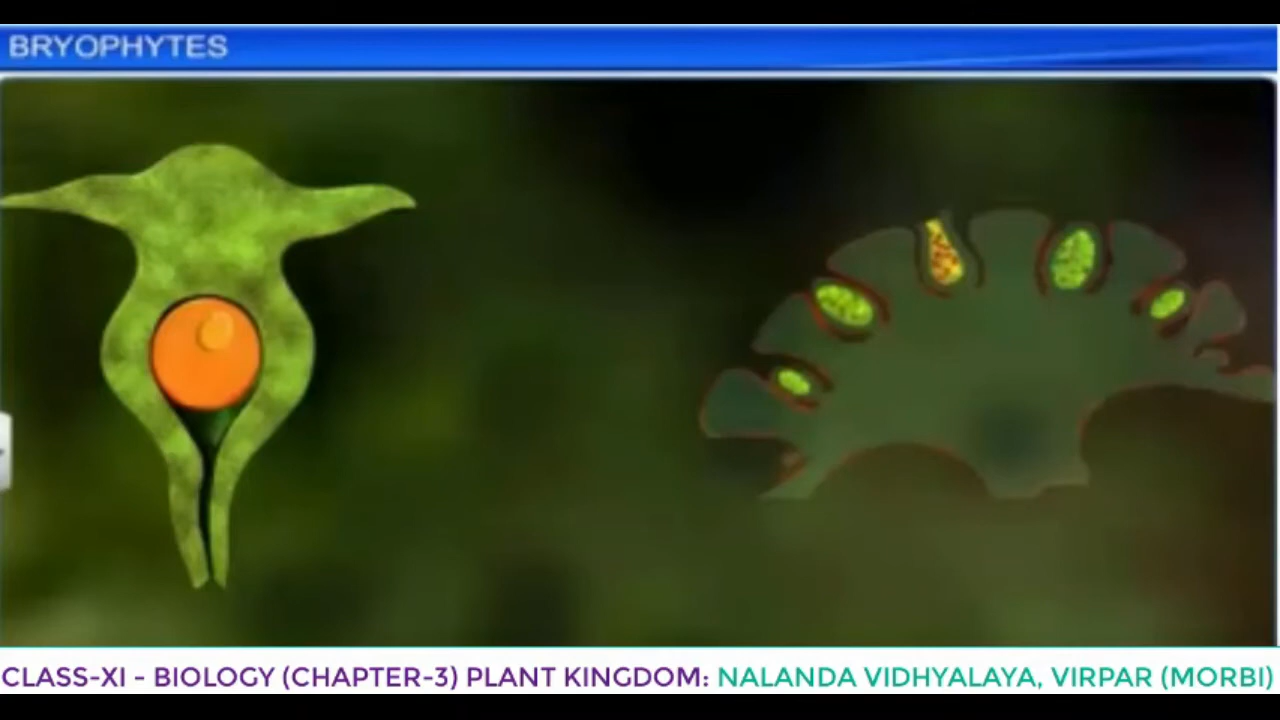 BRYOPHYTES
CLASS-XI - BIOLOGY (CHAPTER-3) PLANT KINGDOM: NALANDA VIDHYALAYA, VIRPAR (MORBI)